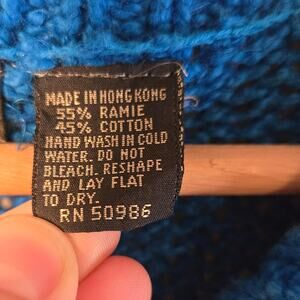 MADE IN HONG KONG
55% RAMIE
45% COTTON
HAND WASH IN COLD
WATER. DO NOT
BLEACH. RESHAPE
AND LAY FLAT
TO DRY.
RN 50986